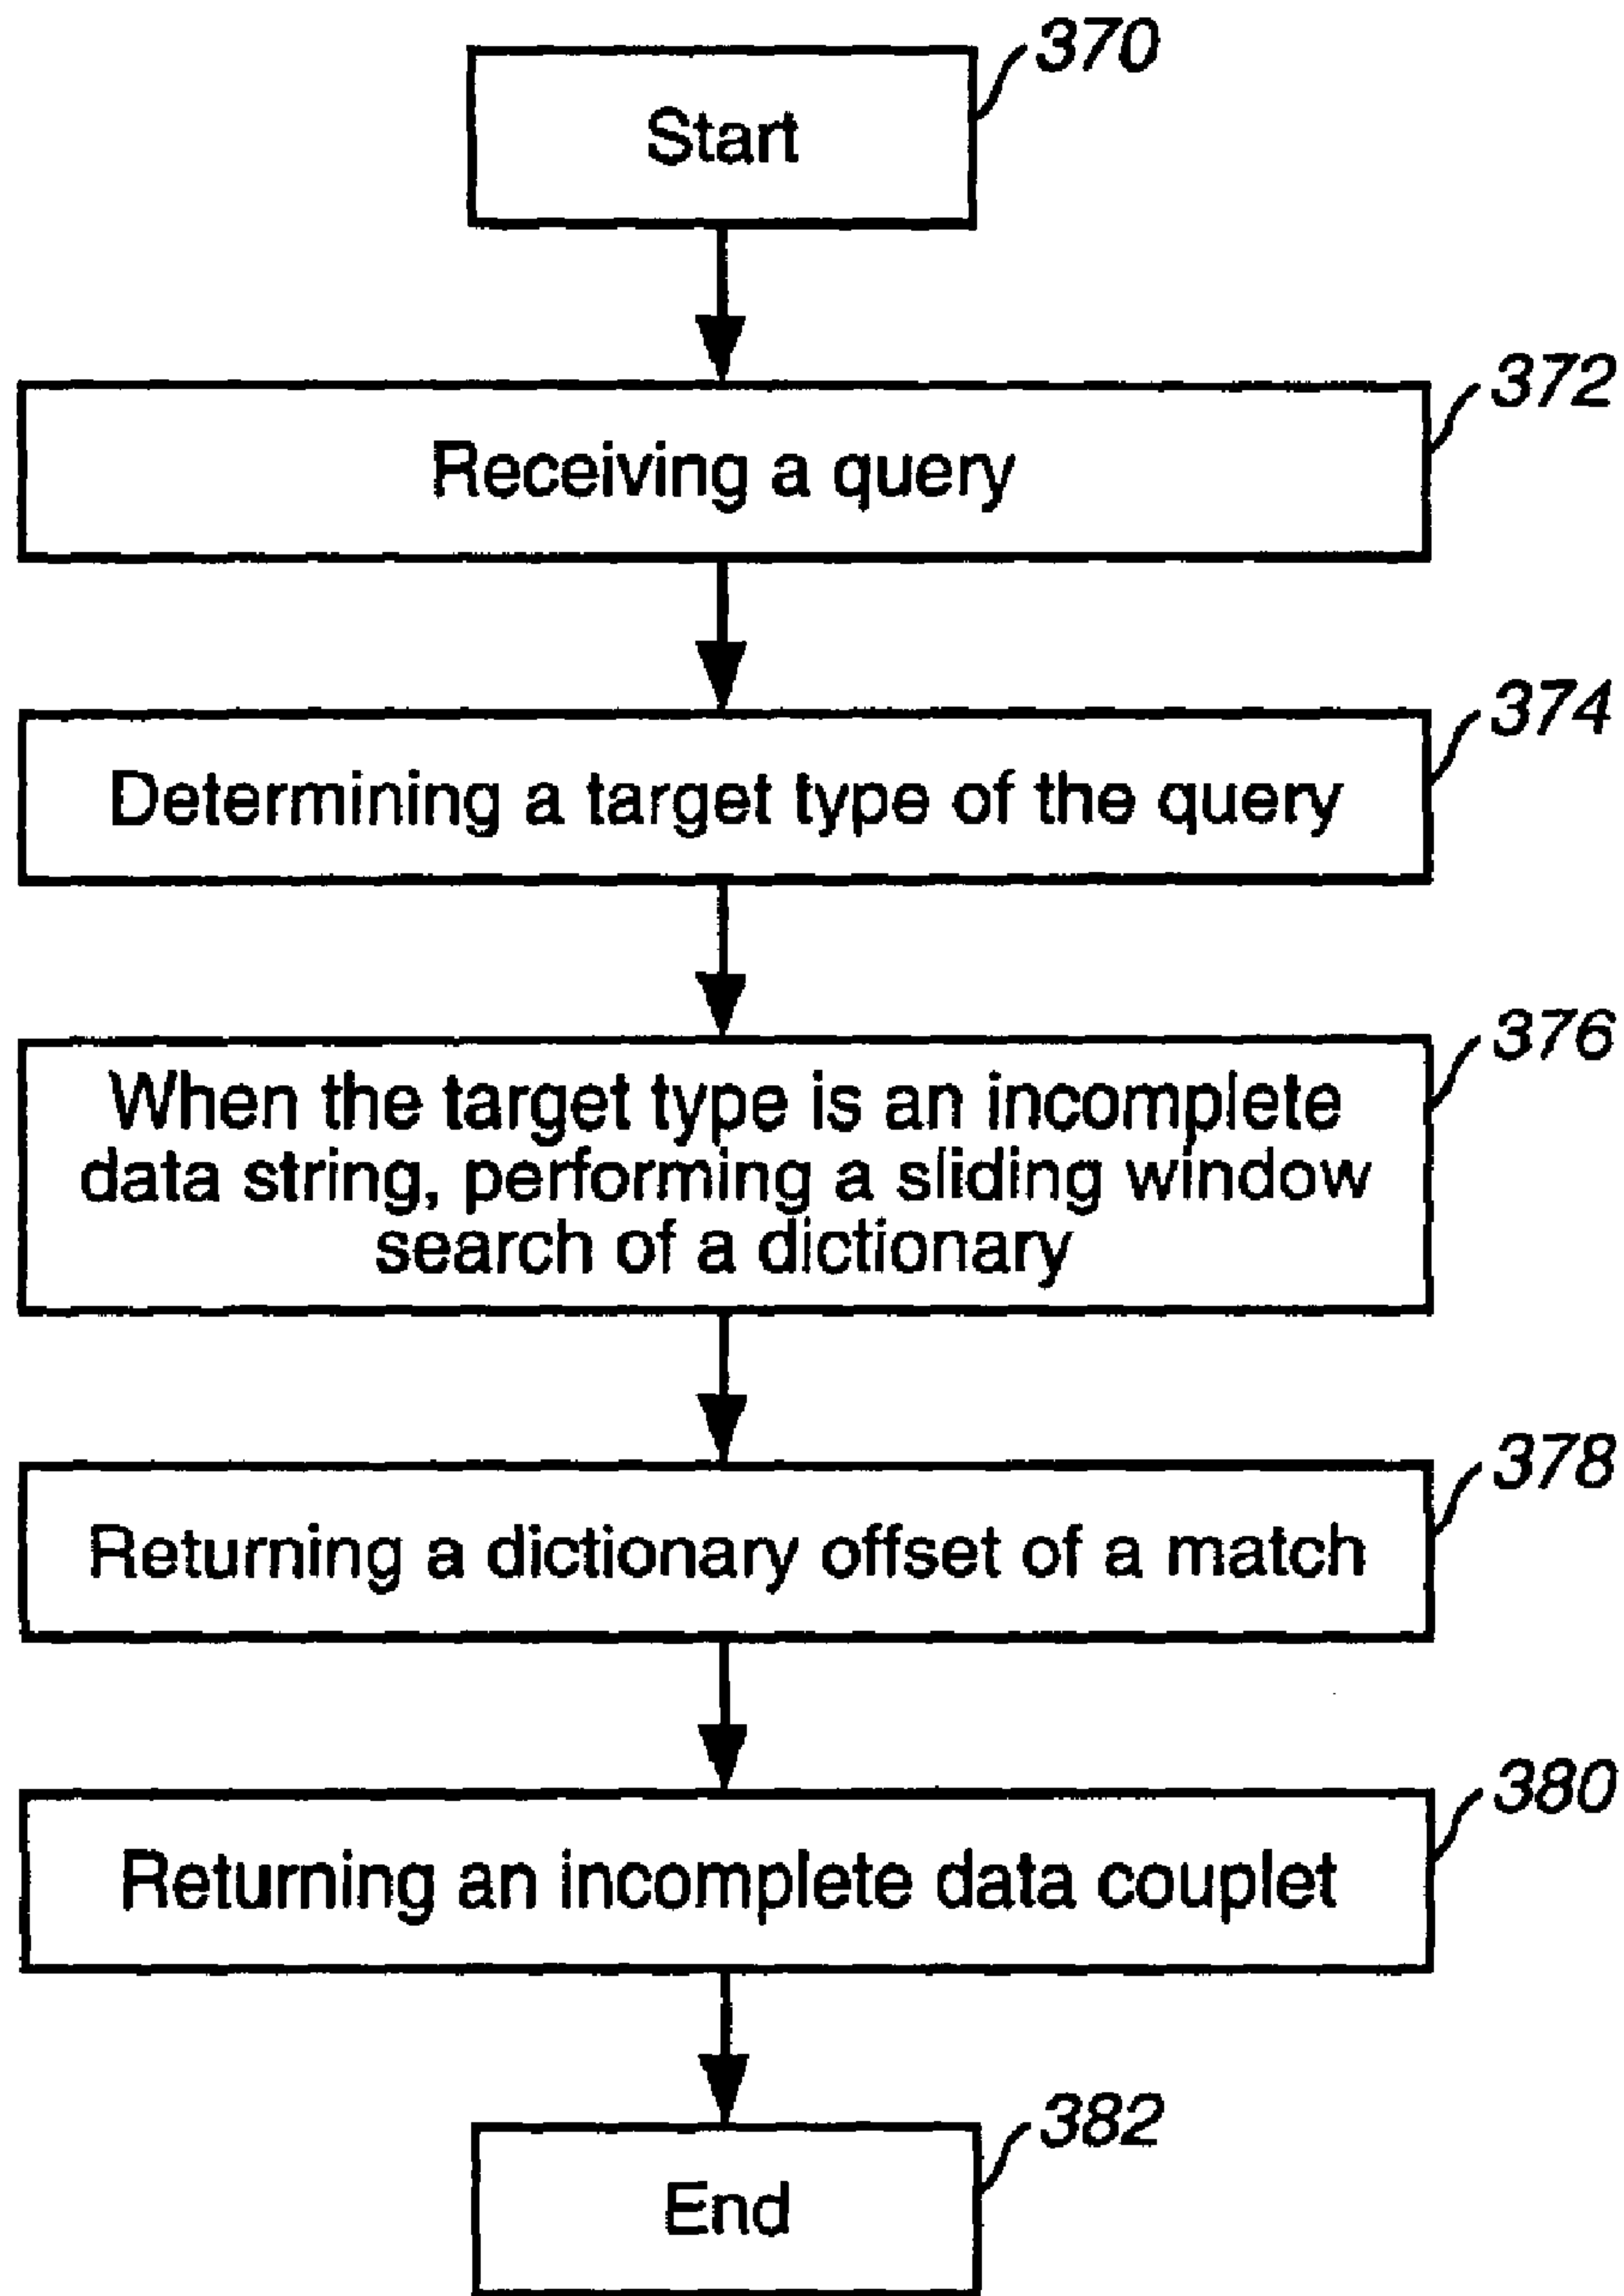 370
Start
372
Receiving a query
374
Determining a target type of the query
376
When the target type is an incomplete
data string, performing a sliding window
search of a dictionary
378
Returning a dictionary offset of a match
380
Returning an incomplete data couplet
382
End